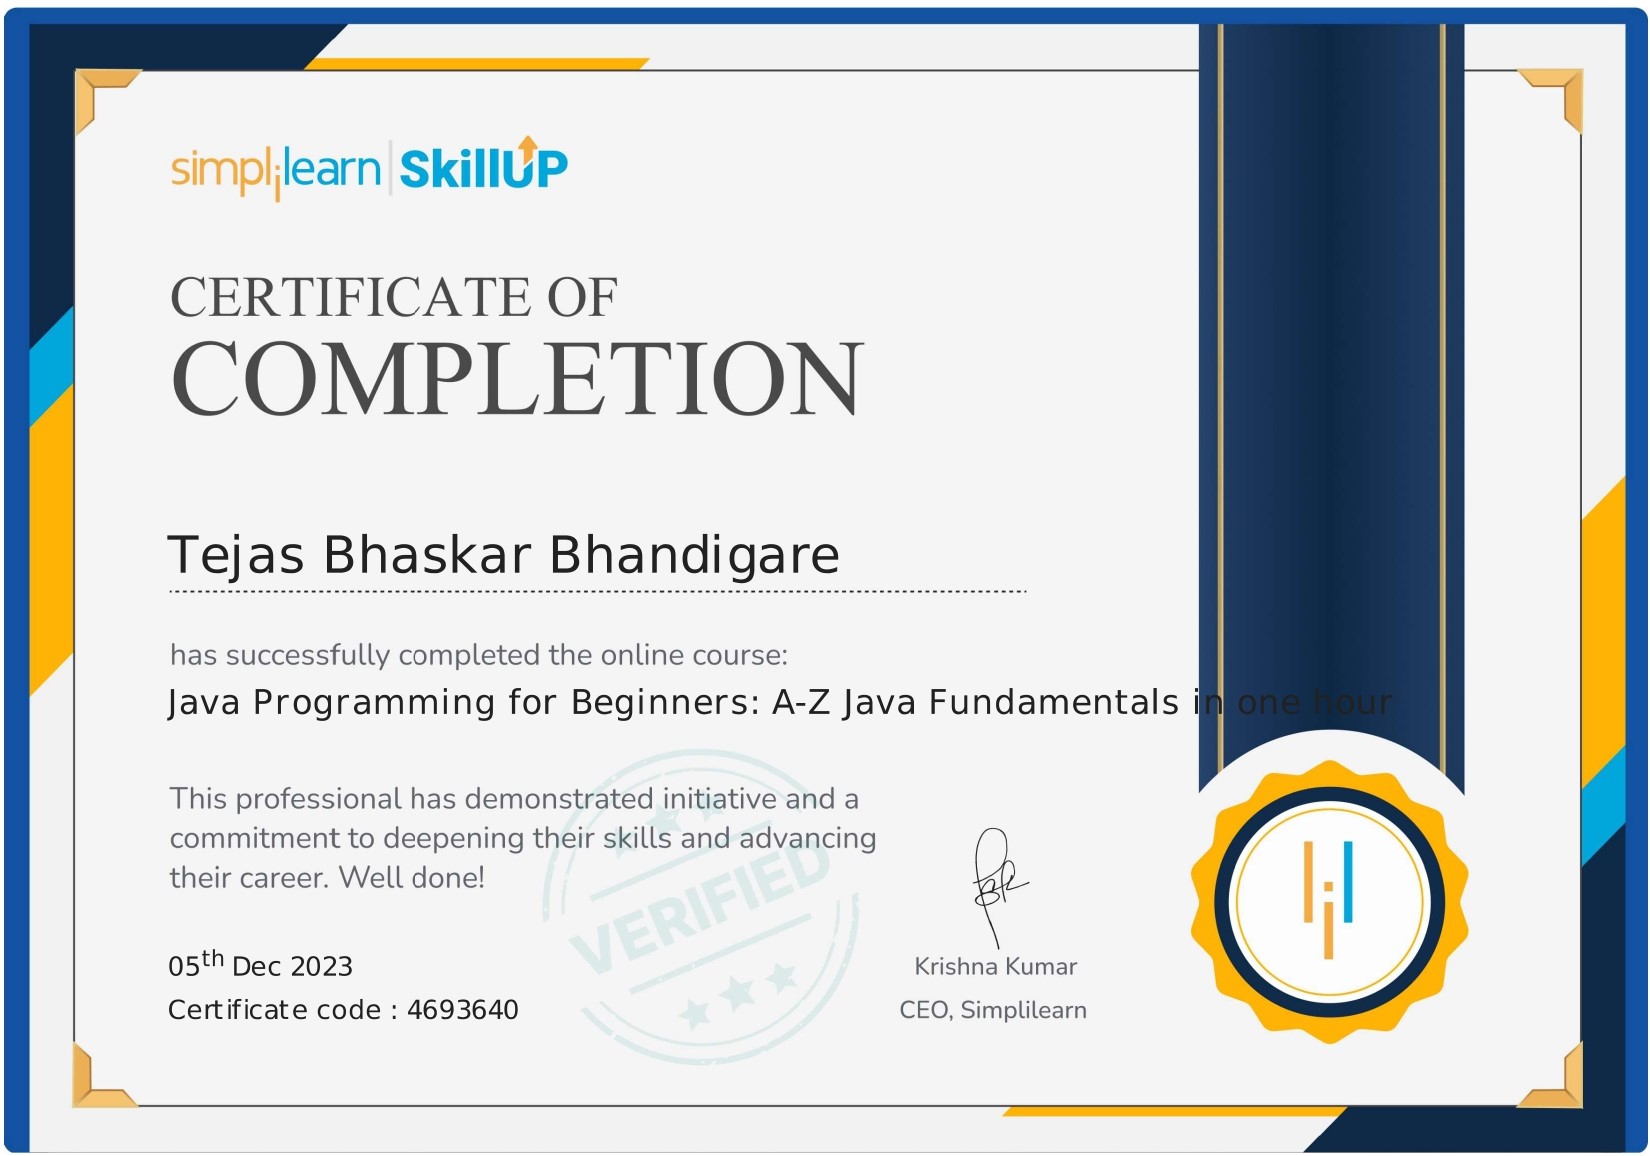 simplilearn | SkillUP
CERTIFICATE OF
COMPLETION
Tejas Bhaskar Bhandigare
has successfully completed the online course:
Java Programming for Beginners: A-Z Java Fundamentals in one hour
This professional has demonstrated initiative and a
commitment to deepening their skills and advancing
their career. Well done!
VERIFIED
05th Dec 2023
Certificate code : 4693640
Krishna Kumar
CEO, Simplilearn